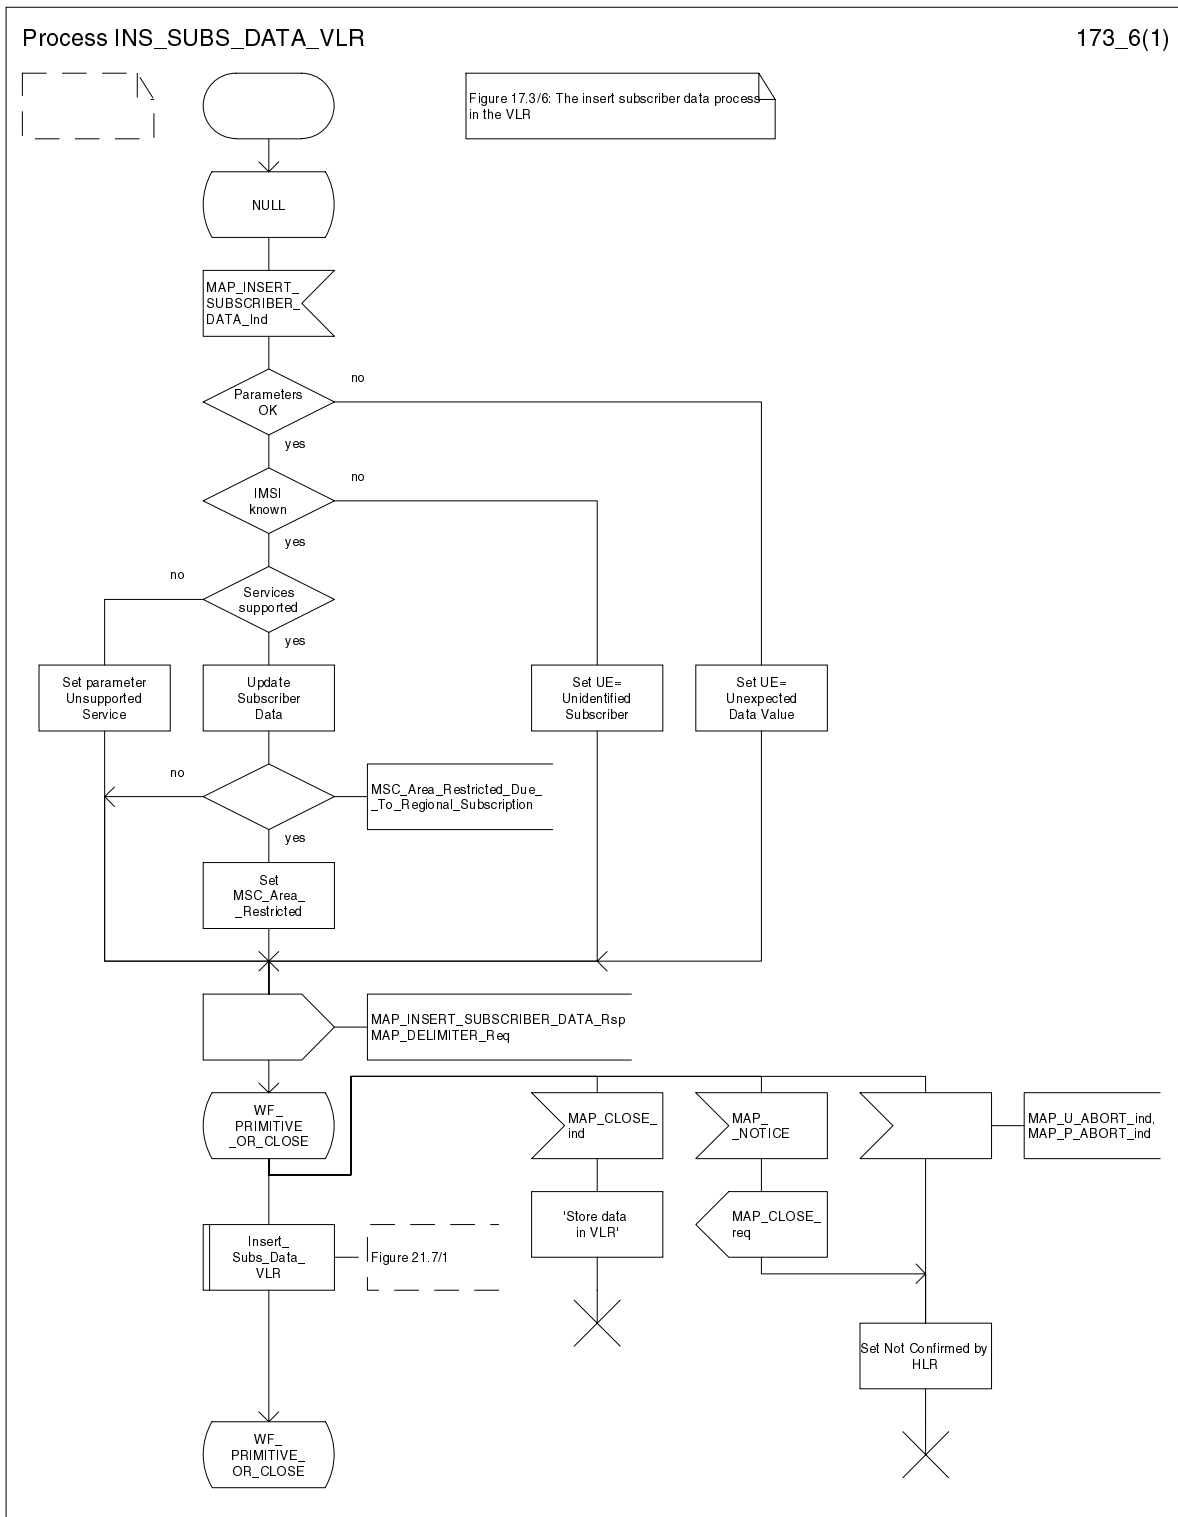 Process INS_SUBS_DATA_VLR
173_6(1)
Figure 17.3/6: The insert subscriber data process
in the VLR
NULL
MAP_INSERT_
SUBSCRIBER_
DATA_Ind
Parameters
OK
no
yes
IMSI
known
no
yes
Services
supported
no
yes
Set parameter
Unsupported
Service
Update
Subscriber
Data
Set UE=
Unidentified
Subscriber
Set UE=
Unexpected
Data Value
no
MSC_Area_Restricted_Due_
_To_Regional_Subscription
yes
Set
MSC_Area_
_Restricted
MAP_INSERT_SUBSCRIBER_DATA_Rsp
MAP_DELIMITER_Req
WF_
PRIMITIVE
_OR_CLOSE
MAP_CLOSE_
ind
MAP_
_NOTICE
MAP_U_ABORT_ind,
MAP_P_ABORT_ind
'Store data
in VLR'
MAP_CLOSE_
req
Insert_
Subs_Data_
VLR
Figure 21.7/1
Set Not Confirmed by
HLR
WF_
PRIMITIVE_
OR_CLOSE